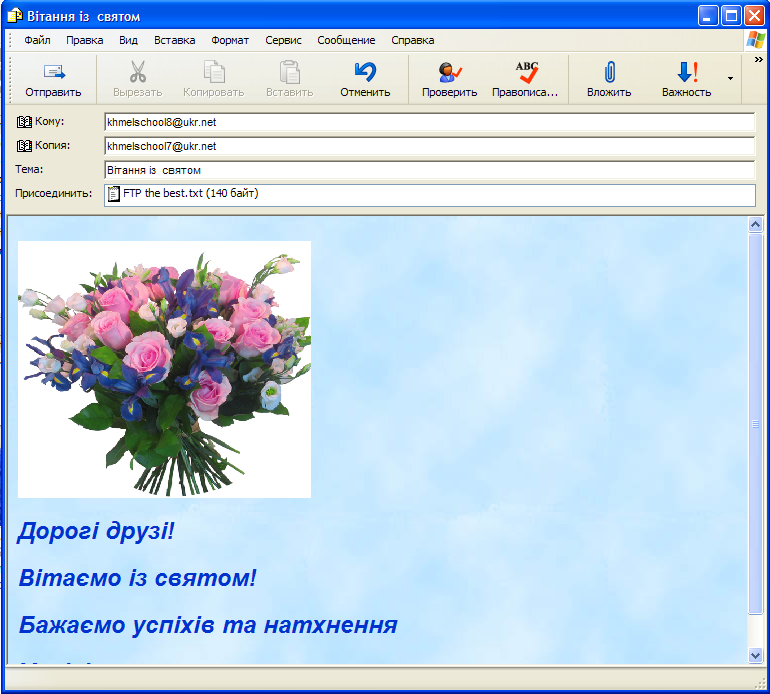 Вітання із  святом
Файл Правка Вид Вставка Формат Сервис Сообщение Справка
Отправить Вырезать Копировать Вставить Отменить Проверить Правописа... Вложить Важность
ABC
Кому: khmelschool8@ukr.net
Копия: khmelschool7@ukr.net
Тема: Вітання із  святом
Присоединить: FTP the best.txt (140 байт)
Дорогі друзі!
Вітаємо із святом!
Бажаємо успіхів та натхнення